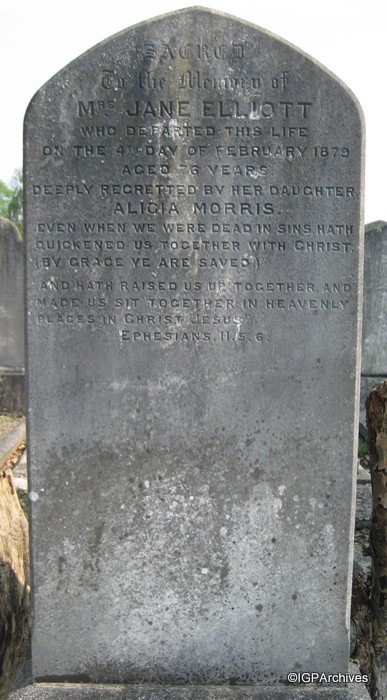 SACRED
To the Memory of
MRS JANE ELLIOTT
WHO DEPARTED THIS LIFE
ON THE 4TH DAY OF FEBRUARY 1879
AGED 76 YEARS
DEEPLY REGRETTED BY HER DAUGHTER
ALICIA MORRIS.
EVEN WHEN WE WERE DEAD IN SINS, HATH
QUICKENED US, TOGETHER WITH CHRIST,
(BY GRACE YE ARE SAVED)
AND HATH RAISED US UP TOGETHER, AND
MADE US SIT TOGETHER IN HEAVENLY
PLACES IN CHRIST JESUS.
EPHESIANS, II, 5, 6.
©IGPArchives